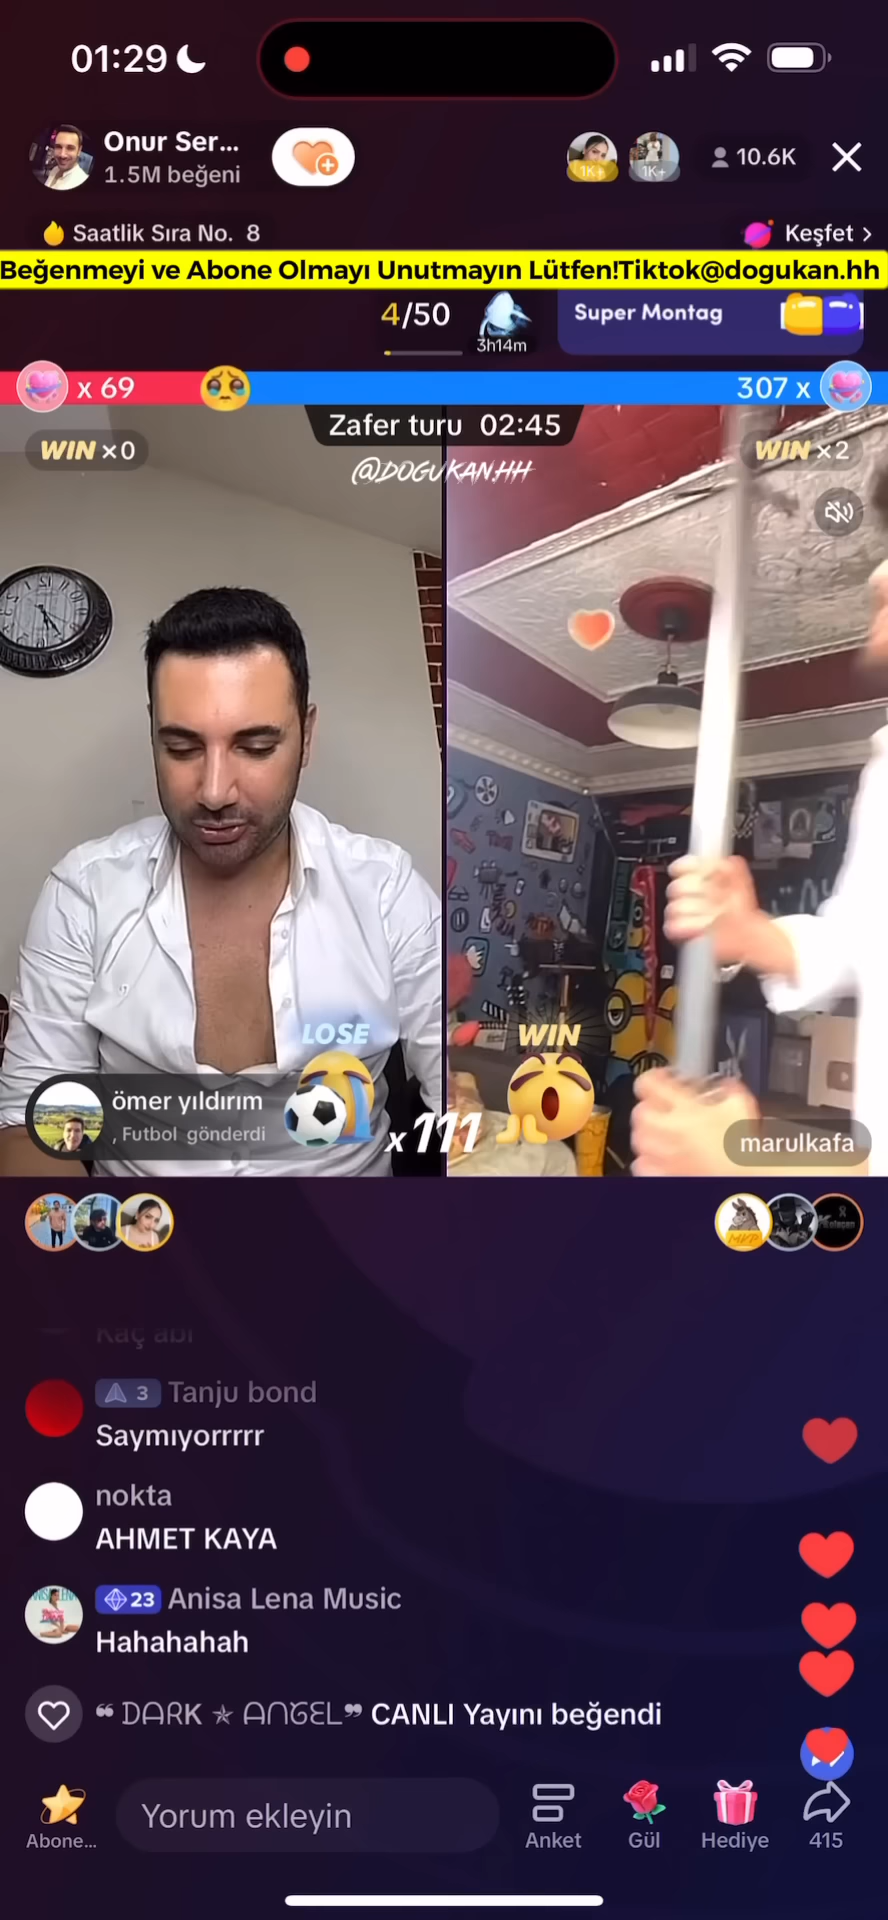 01:29
Onur Ser...
1.5M beğeni
1K+
1K+
10.6K
Saatlik Sıra No. 8
Keşfet >
Beğenmeyi ve Abone Olmayı Unutmayın Lütfen!Tiktok@dogukan.hh
4/50
3h14m
Super Montag
x 69
307 x
Zafer turu 02:45
WIN x0
WIN x2
@DOGUKAN.HH
LOSE
WIN
ömer yıldırım
, Futbol gönderdi
x111
marulkafa
Kaç abi
3 Tanju bond
Saymıyorrrrr
nokta
AHMET KAYA
23 Anisa Lena Music
Hahahahah
❝ DARK ✯ ANGEL❞ CANLI Yayını beğendi
Abone...
Yorum ekleyin
Anket
Gül
Hediye
415